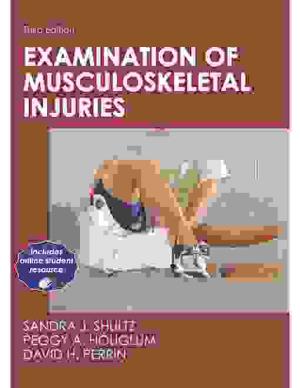 Third Edition
EXAMINATION OF
MUSCULOSKELETAL
INJURIES
Includes
online student
resource
SANDRA J. SHULTZ
PEGGY A. HOUGLUM
DAVID H. PERRIN